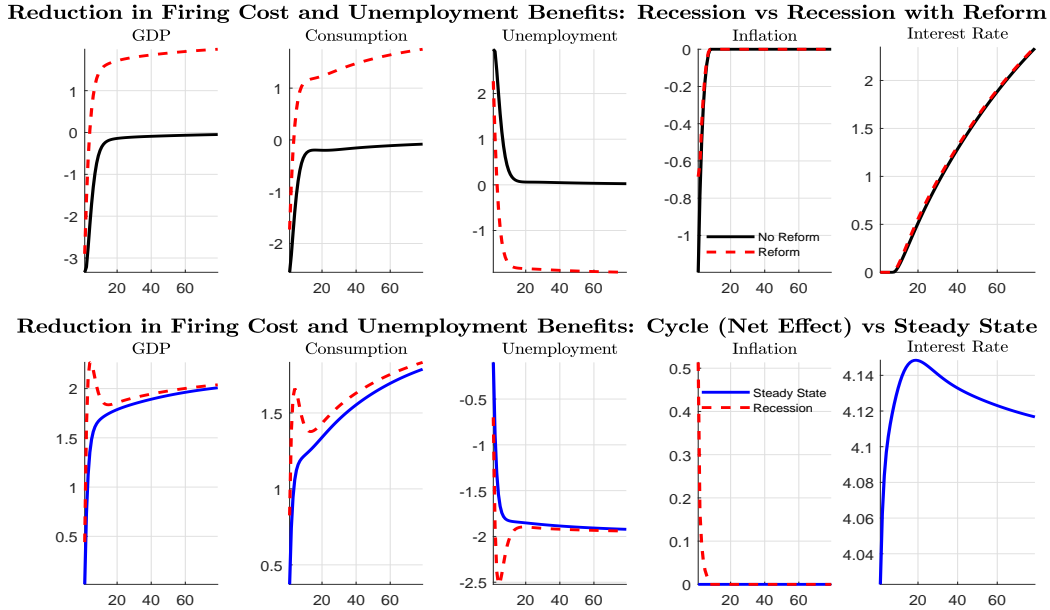 Reduction in Firing Cost and Unemployment Benefits: Recession vs Recession with Reform
GDP
Consumption
Unemployment
Inflation
Interest Rate
1
0
-1
-2
-3
20 40 60
1
0
-1
-2
20 40 60
2
1
0
-1
20 40 60
0
-0.2
-0.4
-0.6
-0.8
-1
No Reform
Reform
20 40 60
2
1.5
1
0.5
0
20 40 60
Reduction in Firing Cost and Unemployment Benefits: Cycle (Net Effect) vs Steady State
GDP
Consumption
Unemployment
Inflation
Interest Rate
2
1.5
1
0.5
20 40 60
1.5
1
0.5
20 40 60
-0.5
-1
-1.5
-2
-2.5
20 40 60
0.5
0.4
0.3
0.2
0.1
0
Steady State
Recession
20 40 60
4.14
4.12
4.1
4.08
4.06
4.04
20 40 60